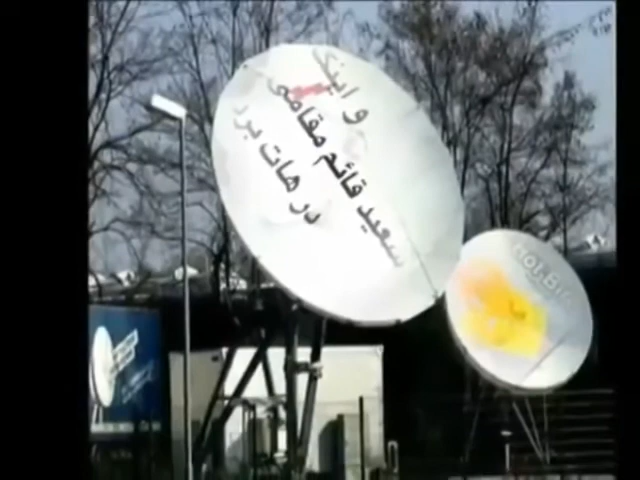 و اینک
سعید قائم مقامی
در هات برد